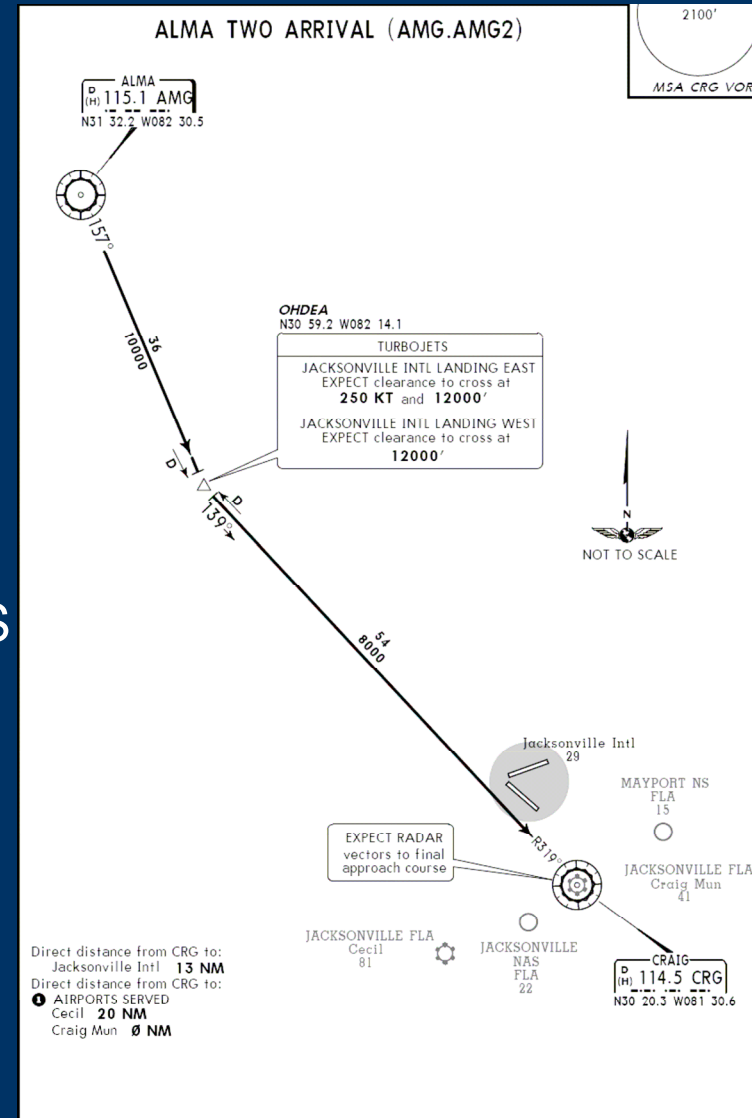 ALMA TWO ARRIVAL (AMG.AMG2)
2100'
MSA CRG VOR
ALMA
D
(H) 115.1 AMG
N31 32.2 W082 30.5
157°
36
10000
D
OHDEA
N30 59.2 W082 14.1
TURBOJETS
JACKSONVILLE INTL LANDING EAST
EXPECT clearance to cross at
250 KT and 12000'
JACKSONVILLE INTL LANDING WEST
EXPECT clearance to cross at
12000'
D
139°
N
NOT TO SCALE
S
54
8000
Jacksonville Intl
29
MAYPORT NS
FLA
15
R319°
EXPECT RADAR
vectors to final
approach course
JACKSONVILLE FLA
Craig Mun
41
JACKSONVILLE FLA
Cecil
81
JACKSONVILLE
NAS
FLA
22
CRAIG
D
(H) 114.5 CRG
N30 20.3 W081 30.6
Direct distance from CRG to:
Jacksonville Intl 13 NM
Direct distance from CRG to:
1 AIRPORTS SERVED
Cecil 20 NM
Craig Mun Ø NM